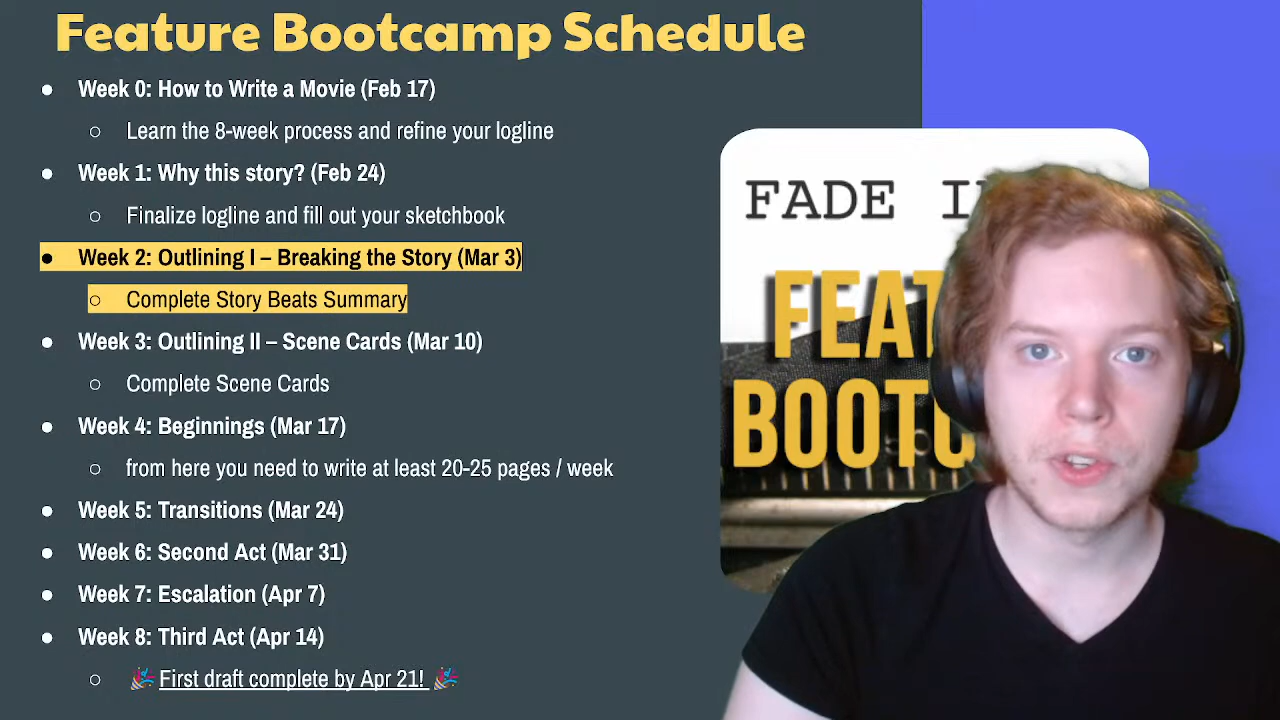 Feature Bootcamp Schedule
● Week 0: How to Write a Movie (Feb 17)
○ Learn the 8-week process and refine your logline
● Week 1: Why this story? (Feb 24)
○ Finalize logline and fill out your sketchbook
● Week 2: Outlining I – Breaking the Story (Mar 3)
○ Complete Story Beats Summary
● Week 3: Outlining II – Scene Cards (Mar 10)
○ Complete Scene Cards
● Week 4: Beginnings (Mar 17)
○ from here you need to write at least 20-25 pages / week
● Week 5: Transitions (Mar 24)
● Week 6: Second Act (Mar 31)
● Week 7: Escalation (Apr 7)
● Week 8: Third Act (Apr 14)
○ 🎉 First draft complete by Apr 21! 🎉
FADE